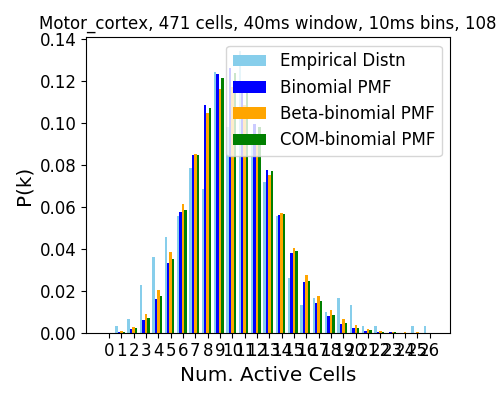 Motor_cortex, 471 cells, 40ms window, 10ms bins, 108
Empirical Distn
Binomial PMF
Beta-binomial PMF
COM-binomial PMF
P(k)
0.14
0.12
0.10
0.08
0.06
0.04
0.02
0.00
0 1 2 3 4 5 6 7 8 9 10 11 12 13 14 15 16 17 18 19 20 21 22 23 24 25 26
Num. Active Cells